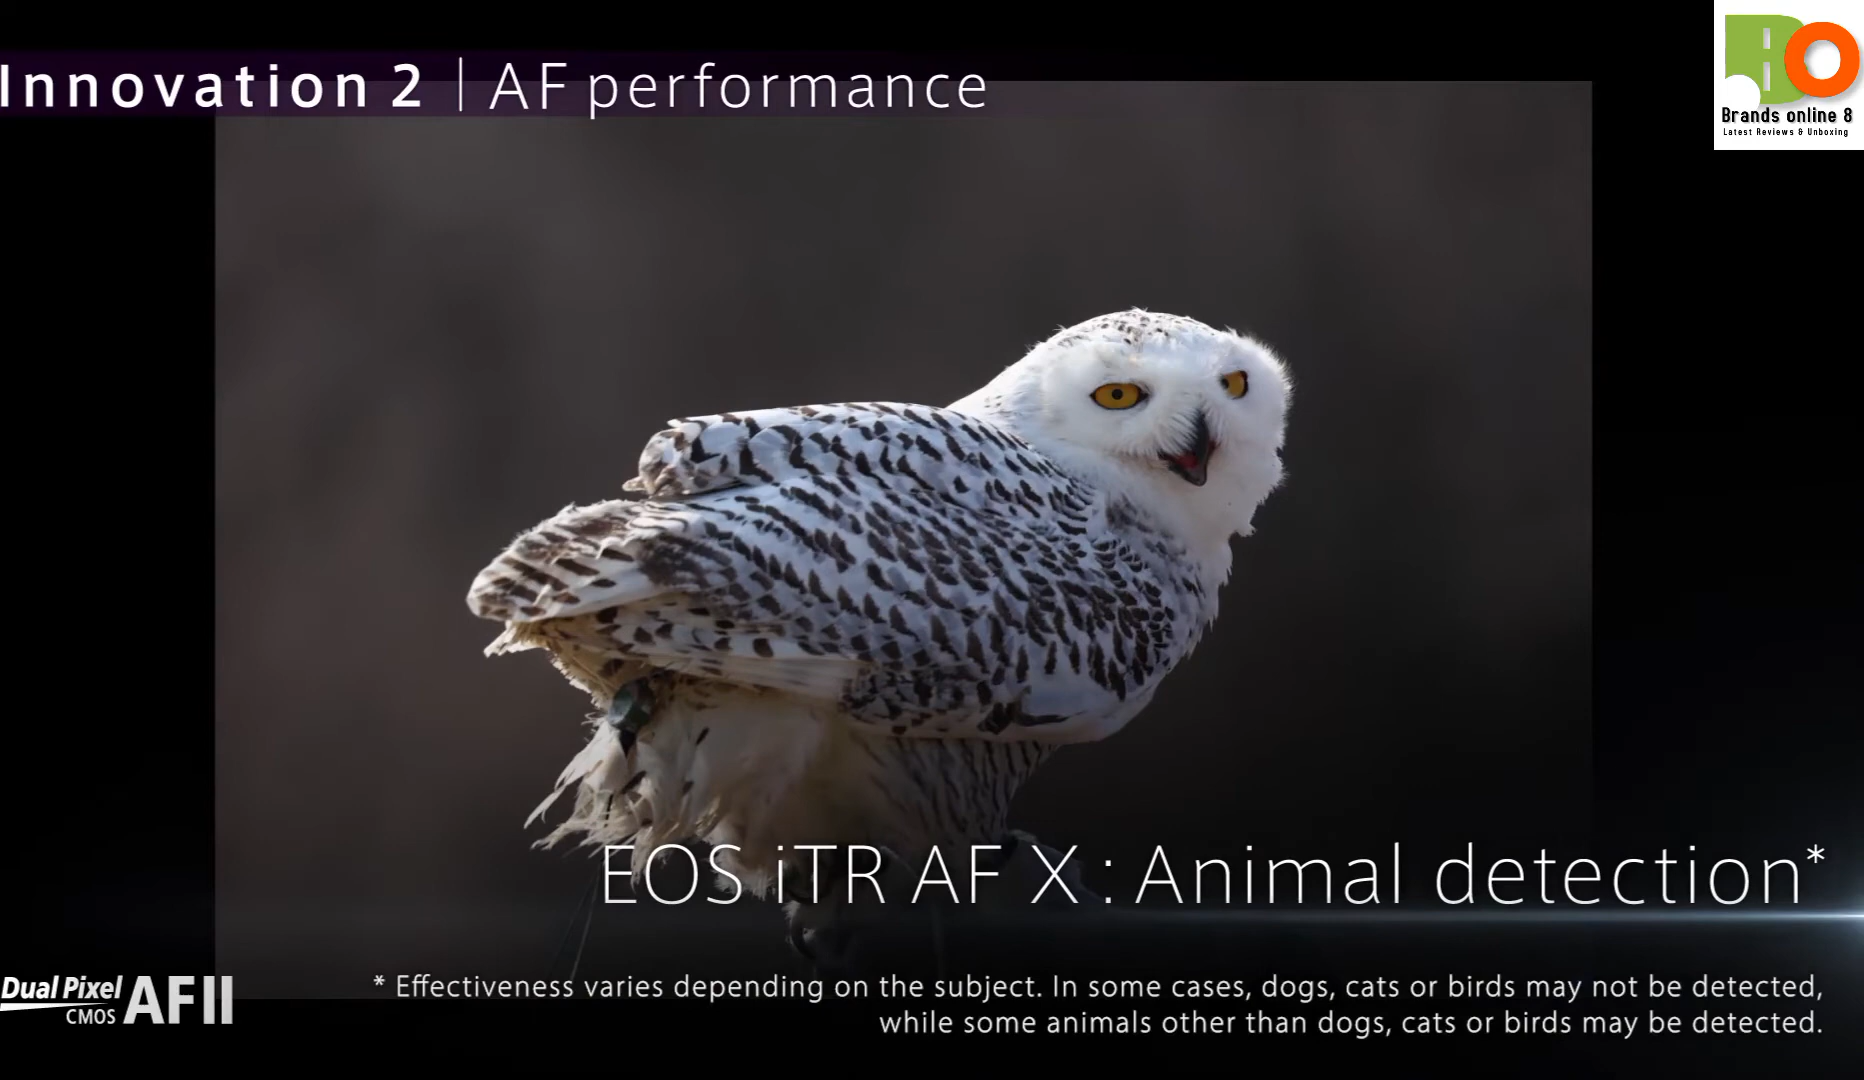 Innovation 2 | AF performance
Brands online 8
Latest Reviews & Unboxing
EOS iTR AF X : Animal detection*
Dual Pixel
CMOS AF II
* Effectiveness varies depending on the subject. In some cases, dogs, cats or birds may not be detected,
while some animals other than dogs, cats or birds may be detected.